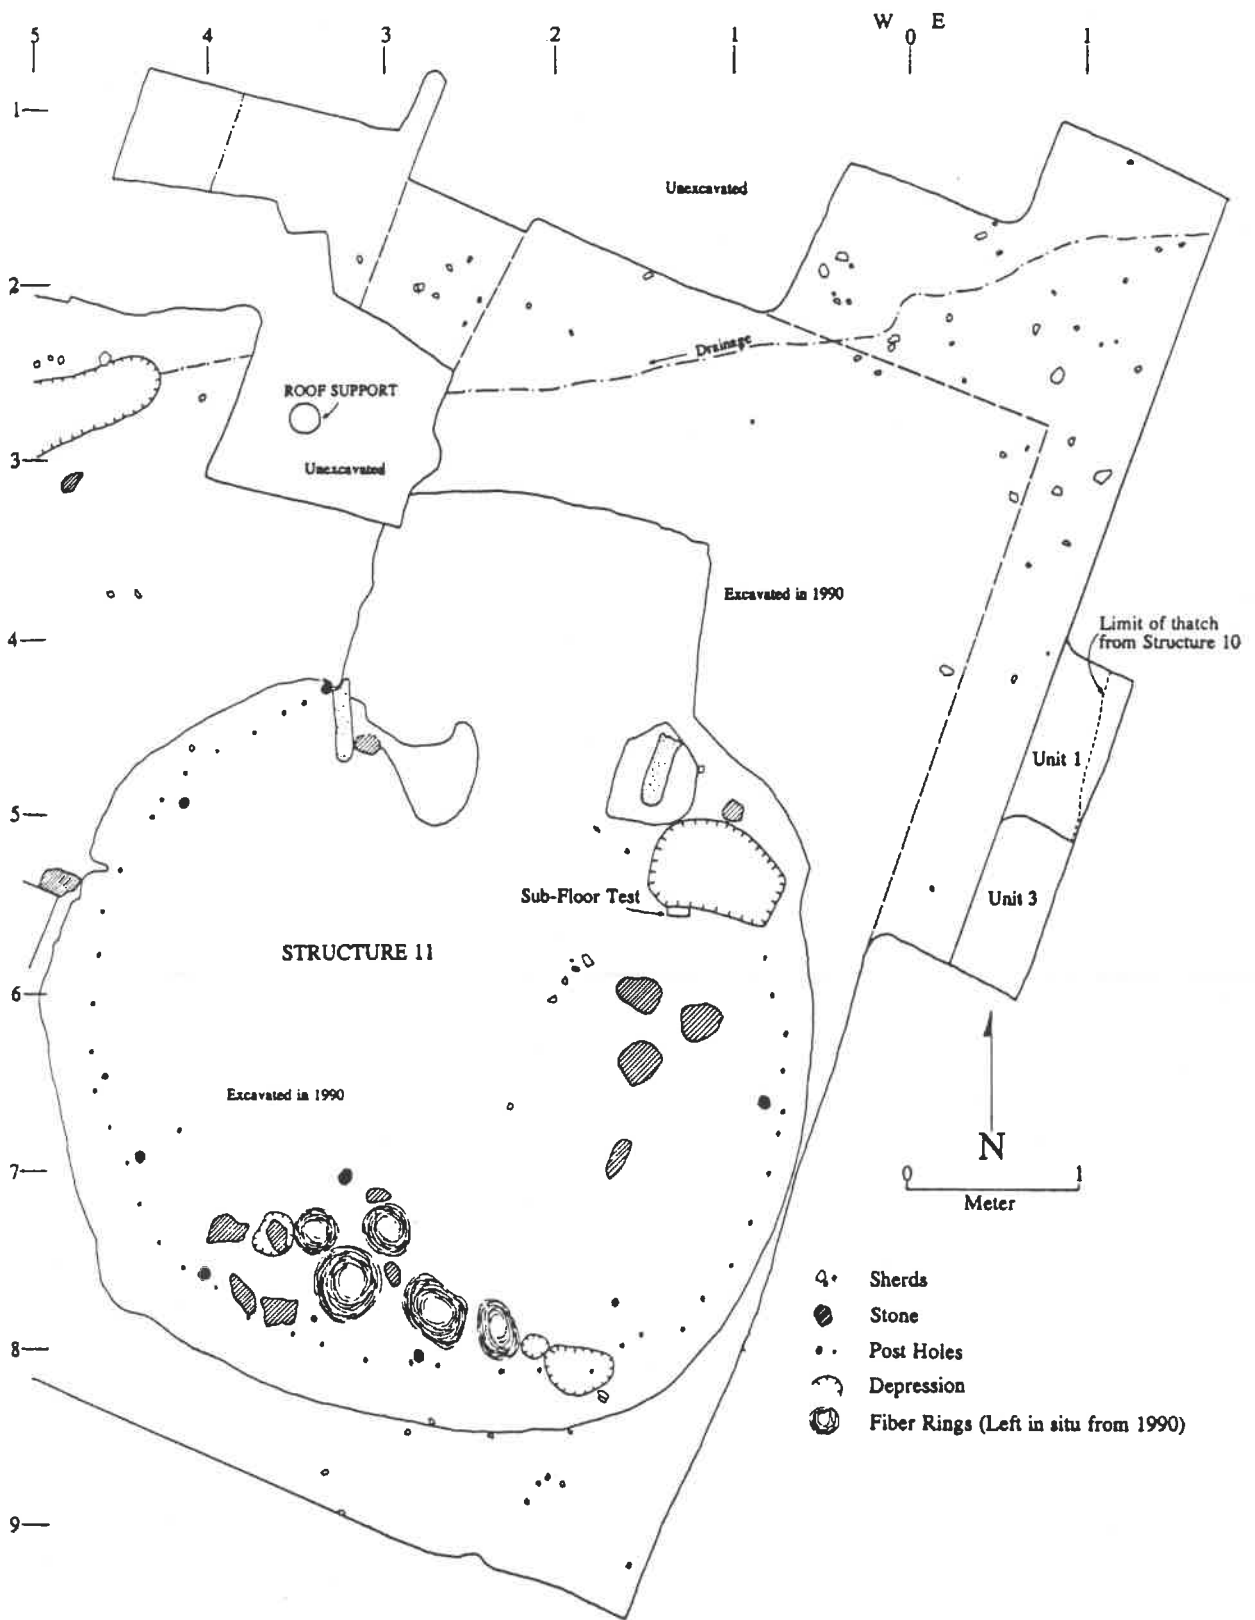 W E
5 4 3 2 1 0 1
1
Unexcavated
2
Drainage
ROOF SUPPORT
3
Unexcavated
Excavated in 1990
Limit of thatch
from Structure 10
4
Unit 1
5
Sub-Floor Test
Unit 3
STRUCTURE 11
6
Excavated in 1990
N
7
0 1
Meter
Sherds
Stone
Post Holes
8
Depression
Fiber Rings (Left in situ from 1990)
9